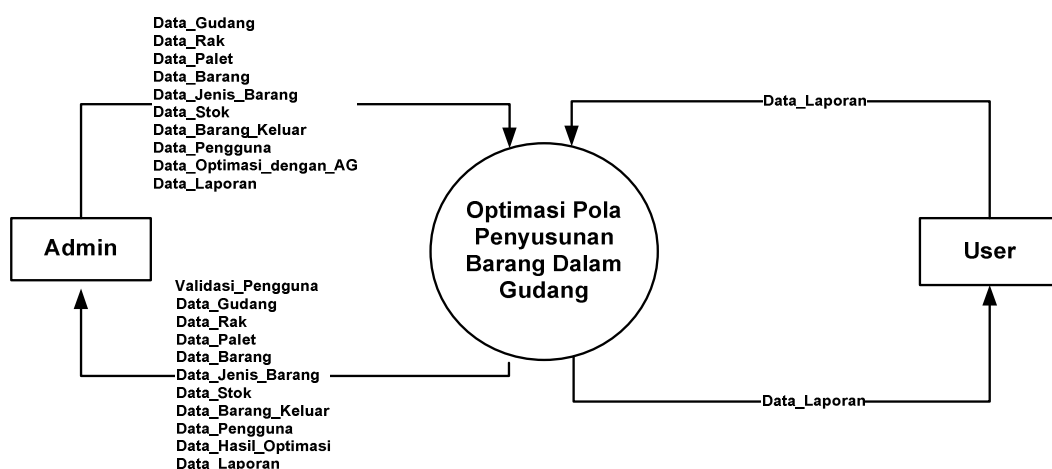 Data_Gudang
Data_Rak
Data_Palet
Data_Barang
Data_Jenis_Barang
Data_Stok
Data_Barang_Keluar
Data_Pengguna
Data_Optimasi_dengan_AG
Data_Laporan
Data_Laporan
Admin
Optimasi Pola
Penyusunan
Barang Dalam
Gudang
User
Validasi_Pengguna
Data_Gudang
Data_Rak
Data_Palet
Data_Barang
Data_Jenis_Barang
Data_Stok
Data_Barang_Keluar
Data_Pengguna
Data_Hasil_Optimasi
Data_Laporan
Data_Laporan